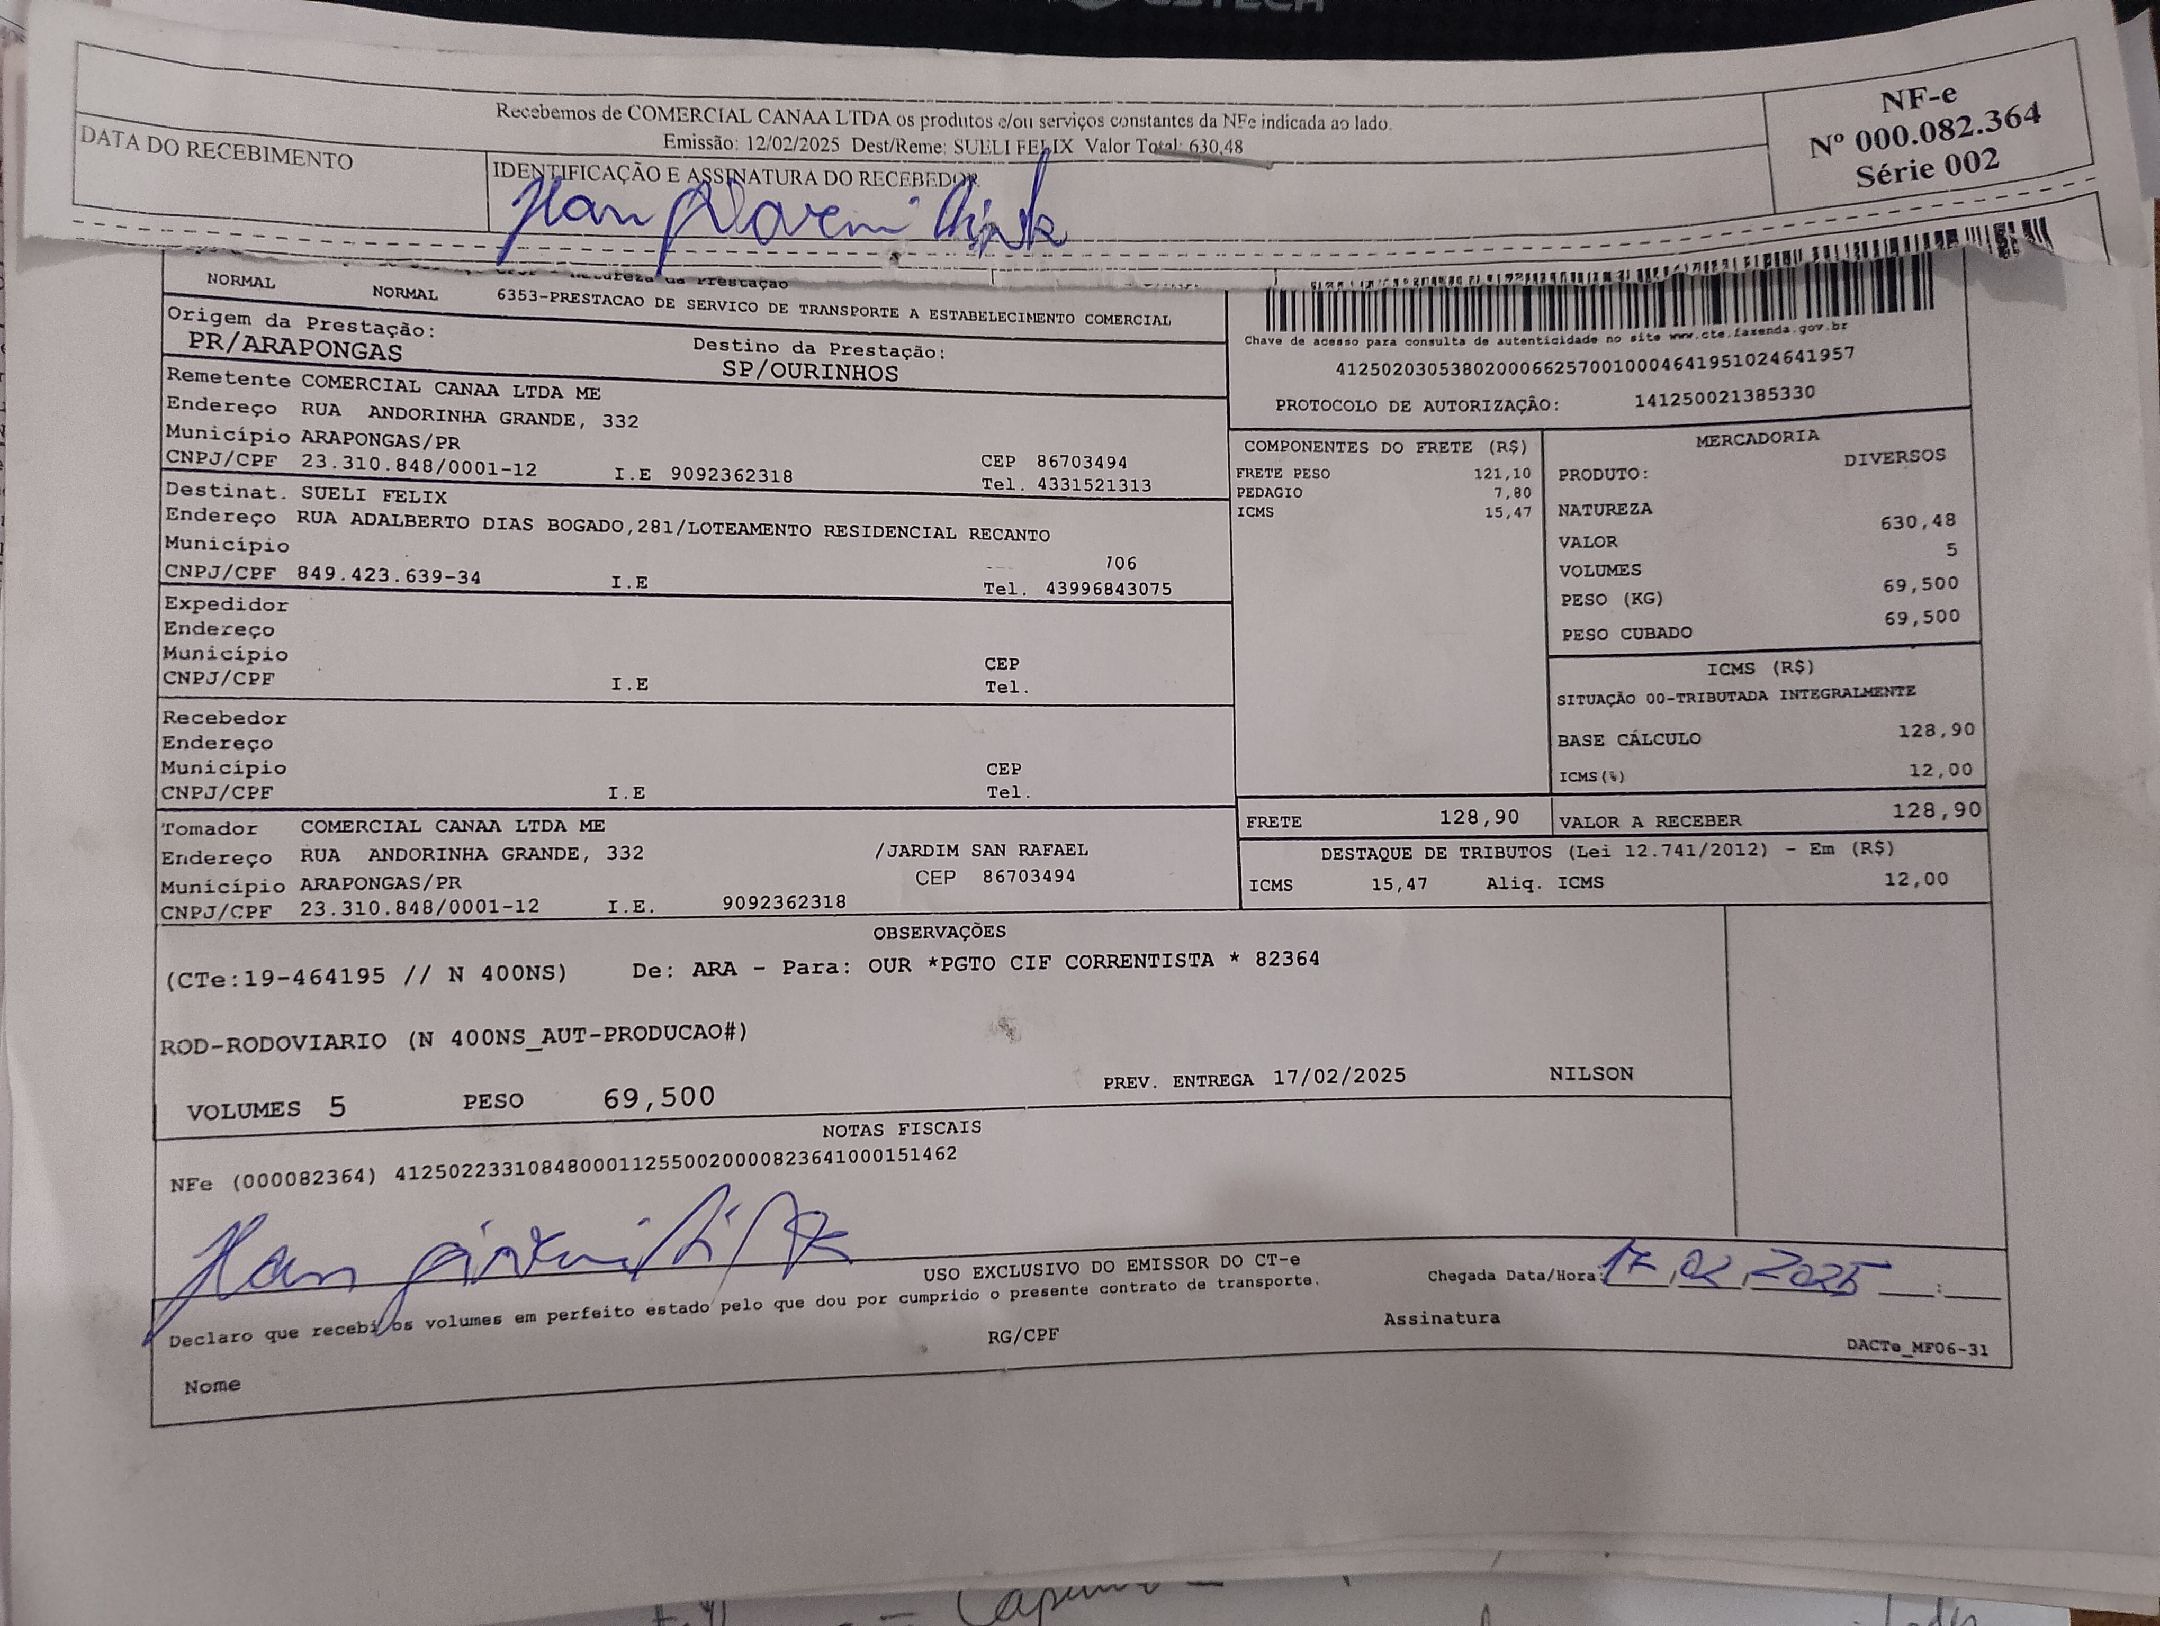 Recebemos de COMERCIAL CANAA LTDA os produtos e/ou serviços constantes da NFe indicada ao lado.
Emissão: 12/02/2025 Dest/Reme: SUELI FELIX Valor Total: 630,48
NF-e
Nº 000.082.364
Série 002
DATA DO RECEBIMENTO
IDENTIFICAÇÃO E ASSINATURA DO RECEBEDOR
Natureza da Prestação
NORMAL NORMAL 6353-PRESTACAO DE SERVICO DE TRANSPORTE A ESTABELECIMENTO COMERCIAL
Origem da Prestação:
PR/ARAPONGAS
Destino da Prestação:
SP/OURINHOS
Chave de acesso para consulta de autenticidade no site www.cte.fazenda.gov.br
41250203053802000662570010004641951024641957
PROTOCOLO DE AUTORIZAÇÃO: 141250021385330
Remetente COMERCIAL CANAA LTDA ME
Endereço RUA ANDORINHA GRANDE, 332
Município ARAPONGAS/PR
CEP 86703494
CNPJ/CPF 23.310.848/0001-12 I.E 9092362318
Tel. 4331521313
Destinat. SUELI FELIX
Endereço RUA ADALBERTO DIAS BOGADO,281/LOTEAMENTO RESIDENCIAL RECANTO
Município 706
CNPJ/CPF 849.423.639-34 I.E
Tel. 43996843075
Expedidor
Endereço
Município
CEP
CNPJ/CPF I.E Tel.
Recebedor
Endereço
Município CEP
CNPJ/CPF I.E Tel.
Tomador COMERCIAL CANAA LTDA ME
Endereço RUA ANDORINHA GRANDE, 332 /JARDIM SAN RAFAEL
Município ARAPONGAS/PR CEP 86703494
CNPJ/CPF 23.310.848/0001-12 I.E. 9092362318
COMPONENTES DO FRETE (R$)
FRETE PESO 121,10
PEDAGIO 7,80
ICMS 15,47
MERCADORIA
PRODUTO: DIVERSOS
NATUREZA
VALOR 630,48
VOLUMES 5
PESO (KG) 69,500
PESO CUBADO 69,500
ICMS (R$)
SITUAÇÃO 00-TRIBUTADA INTEGRALMENTE
BASE CÁLCULO 128,90
ICMS(%) 12,00
FRETE 128,90 VALOR A RECEBER 128,90
DESTAQUE DE TRIBUTOS (Lei 12.741/2012) - Em (R$)
ICMS 15,47 Aliq. ICMS 12,00
OBSERVAÇÕES
(CTe:19-464195 // N 400NS) De: ARA - Para: OUR *PGTO CIF CORRENTISTA * 82364
ROD-RODOVIARIO (N 400NS_AUT-PRODUCAO#)
VOLUMES 5 PESO 69,500 PREV. ENTREGA 17/02/2025 NILSON
NOTAS FISCAIS
NFe (000082364) 41250223310848000112550020000823641000151462
USO EXCLUSIVO DO EMISSOR DO CT-e
Chegada Data/Hora: 17,02,2025 ___:___
Declaro que recebi os volumes em perfeito estado pelo que dou por cumprido o presente contrato de transporte.
Nome RG/CPF Assinatura
DACTe_MF06-31